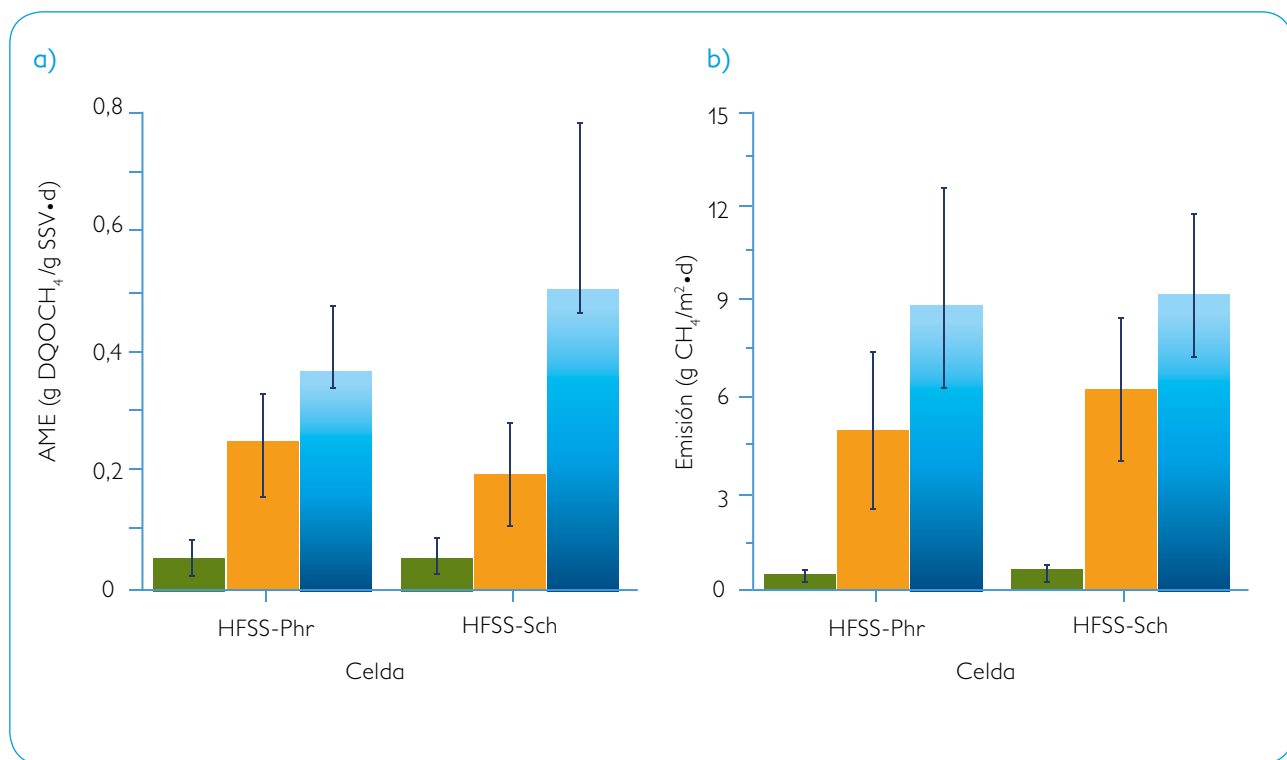 a)
AME (g DQOCH₄/g SSV•d)
0,8
0,6
0,4
0,2
0
HFSS-Phr
HFSS-Sch
Celda
b)
Emisión (g CH₄/m²•d)
15
12
9
6
3
0
HFSS-Phr
HFSS-Sch
Celda